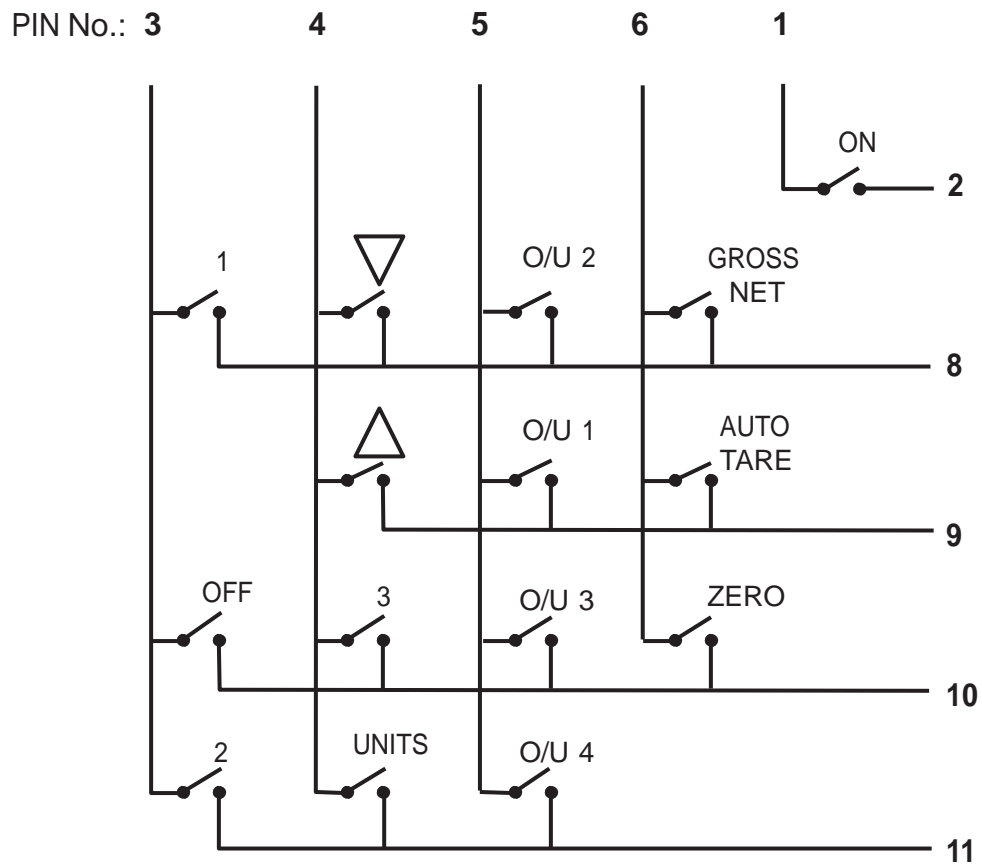 PIN No.: 3 4 5 6 1
ON
2
1 O/U 2 GROSS
NET
8
O/U 1 AUTO
TARE
9
OFF 3 O/U 3 ZERO
10
2 UNITS O/U 4
11